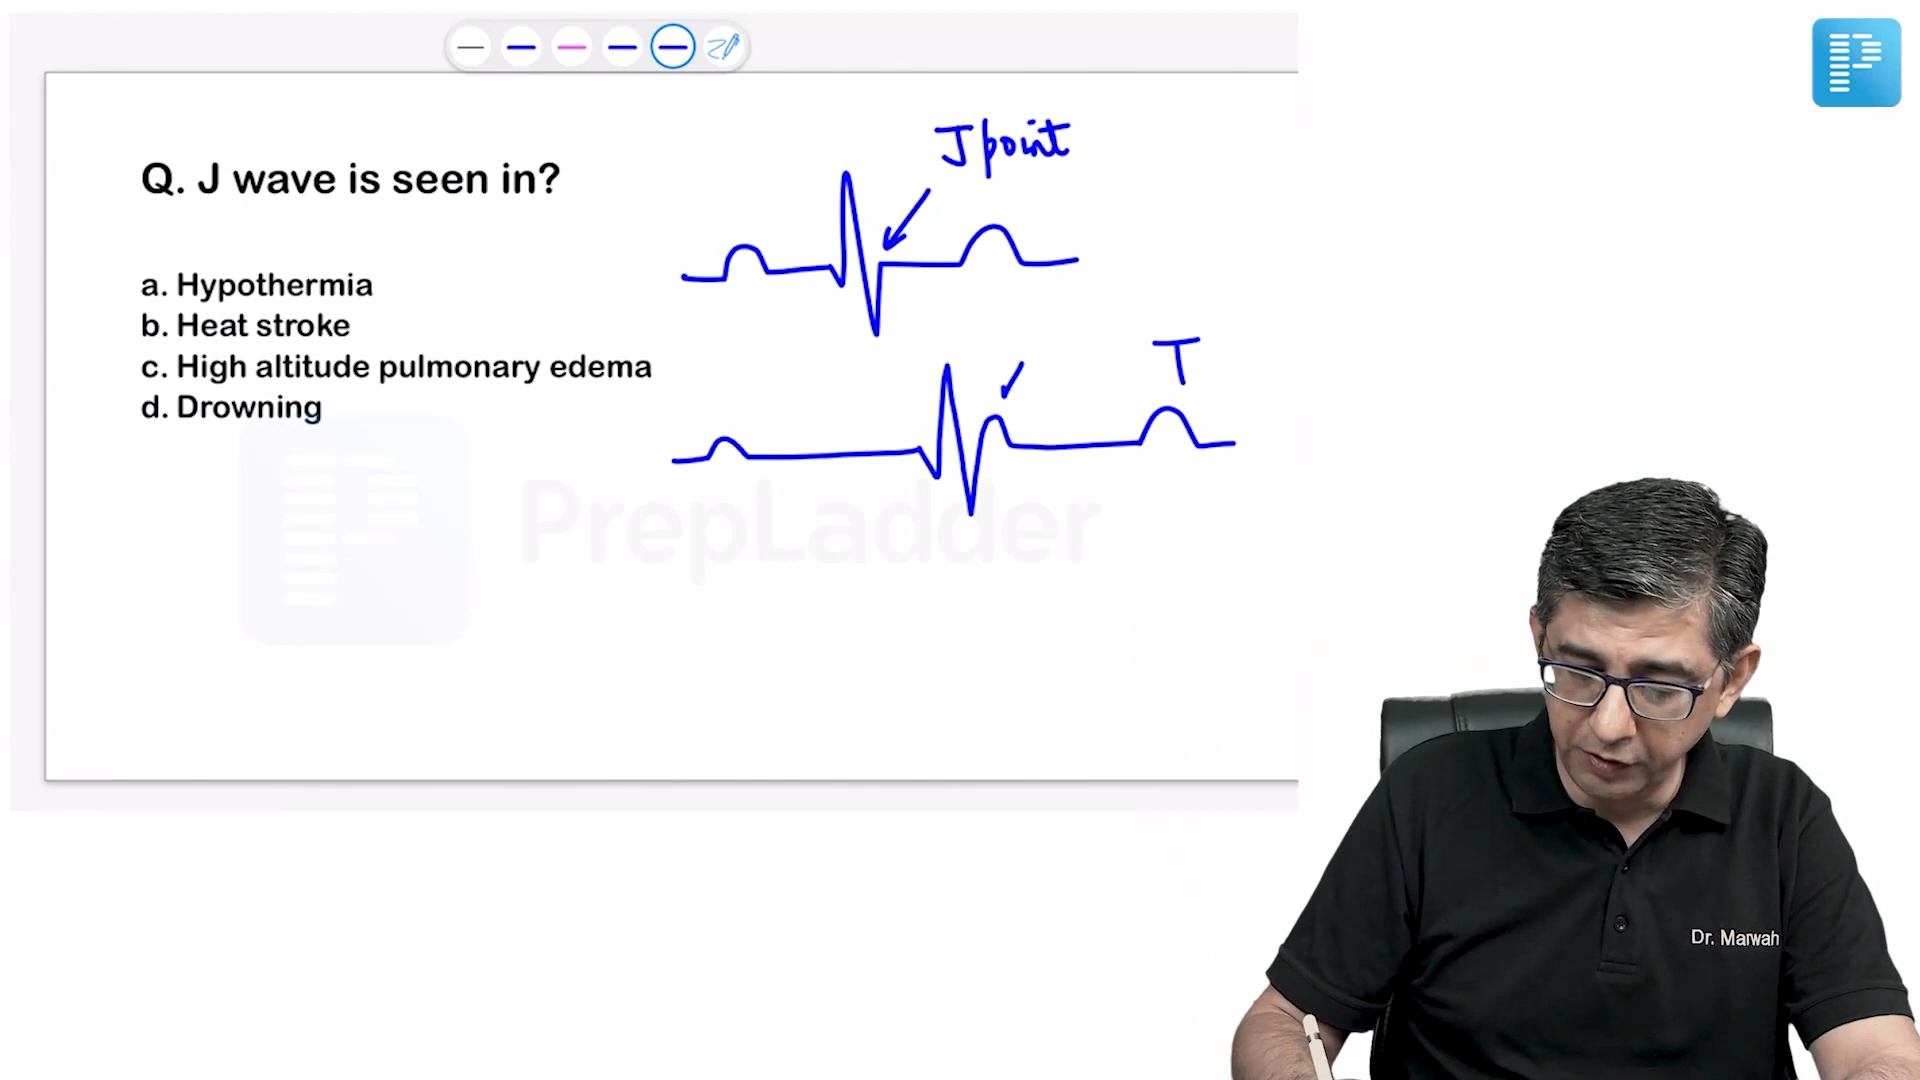 J point
Q. J wave is seen in?
a. Hypothermia
b. Heat stroke
c. High altitude pulmonary edema
d. Drowning
T
PrepLadder
Dr. Marwah